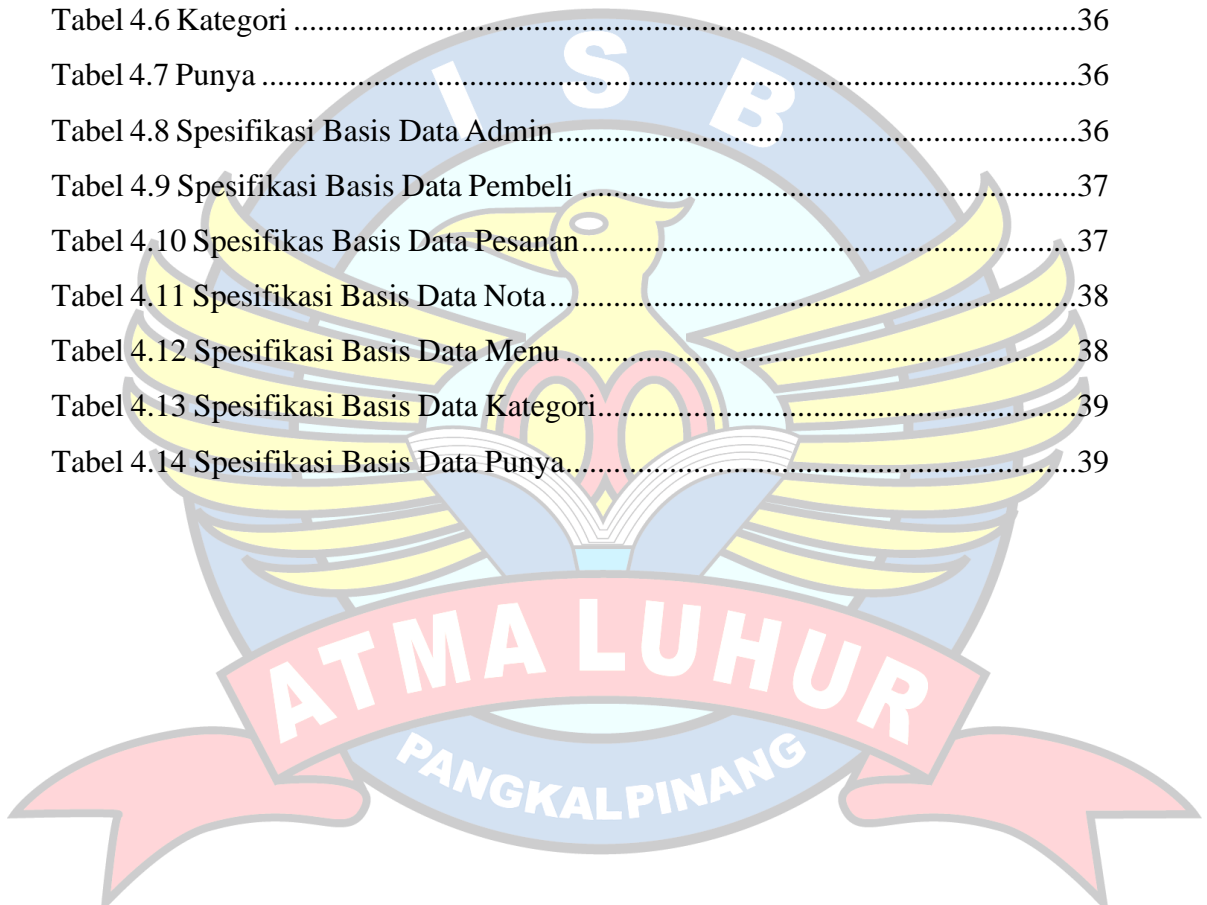 Tabel 4.6 Kategori ....................................................................................................36
Tabel 4.7 Punya ........................................................................................................36
Tabel 4.8 Spesifikasi Basis Data Admin ...................................................................36
Tabel 4.9 Spesifikasi Basis Data Pembeli ................................................................37
Tabel 4.10 Spesifikas Basis Data Pesanan................................................................37
Tabel 4.11 Spesifikasi Basis Data Nota....................................................................38
Tabel 4.12 Spesifikasi Basis Data Menu ..................................................................38
Tabel 4.13 Spesifikasi Basis Data Kategori..............................................................39
Tabel 4.14 Spesifikasi Basis Data Punya..................................................................39
I S B
ATMA LUHUR
PANGKALPINANG